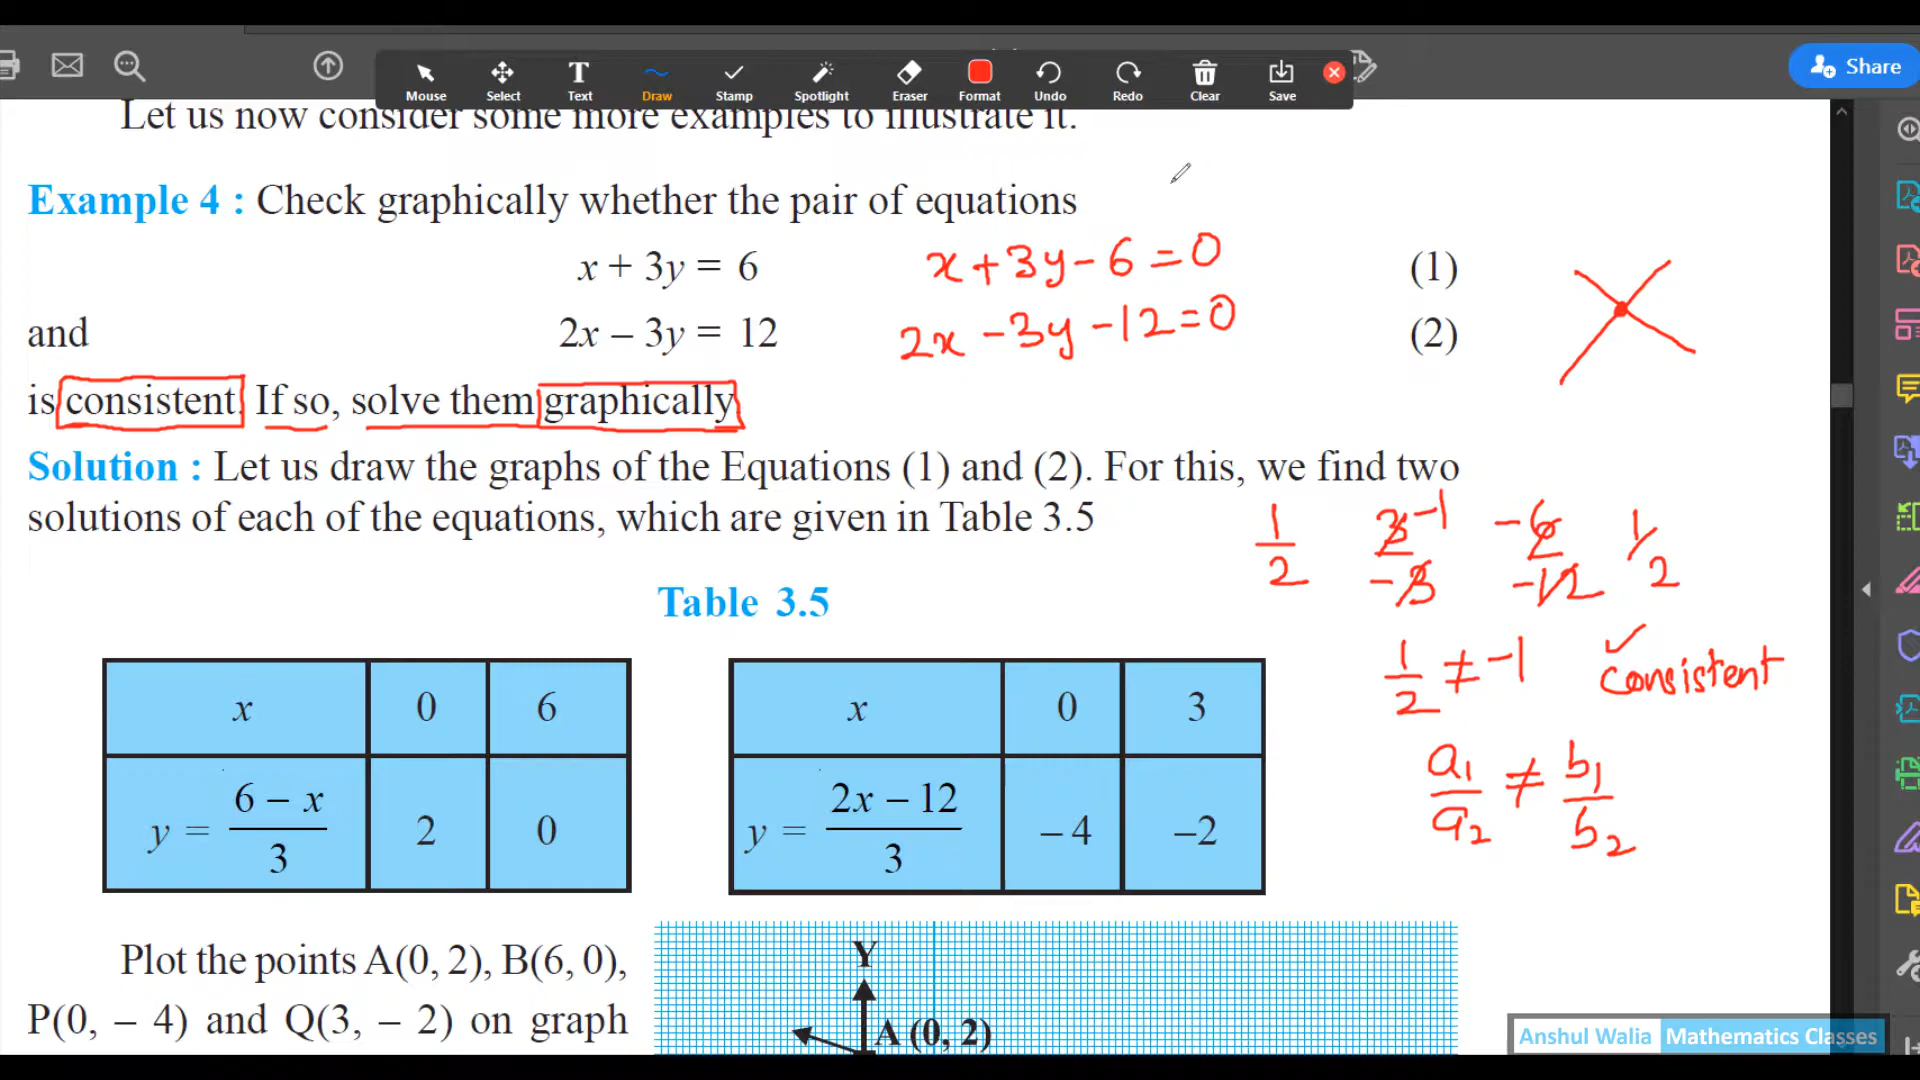 Share
Mouse Select Text Draw Stamp Spotlight Eraser Format Undo Redo Clear Save
Let us now consider some more examples to illustrate it.
Example 4 : Check graphically whether the pair of equations
x + 3y = 6 x+3y-6=0 (1)
and 2x – 3y = 12 2x-3y-12=0 (2)
is consistent. If so, solve them graphically.
Solution : Let us draw the graphs of the Equations (1) and (2). For this, we find two
solutions of each of the equations, which are given in Table 3.5
1/2 3/-3 -1 -6/-12 1/2
Table 3.5
1/2 ≠ -1 ✓ consistent
x 0 6
y = (6 – x)/3 2 0
x 0 3
y = (2x – 12)/3 – 4 –2
a1/a2 ≠ b1/b2
Plot the points A(0, 2), B(6, 0),
P(0, – 4) and Q(3, – 2) on graph
Y
A (0, 2)
Anshul Walia Mathematics Classes